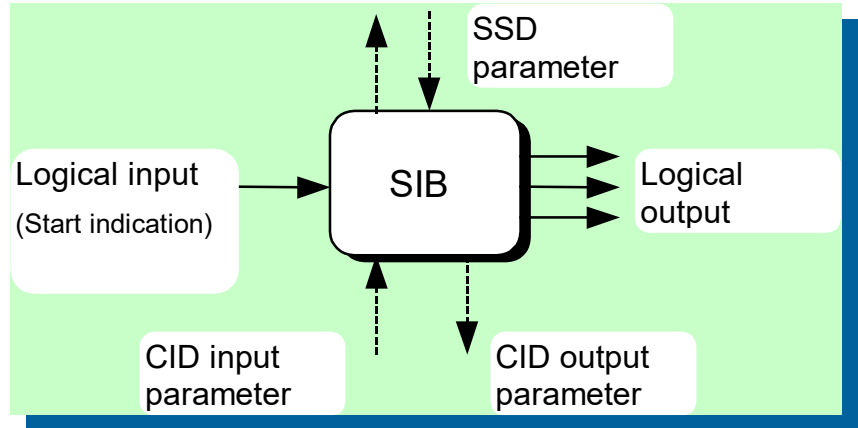 SSD
parameter
Logical input
(Start indication)
SIB
Logical
output
CID input
parameter
CID output
parameter